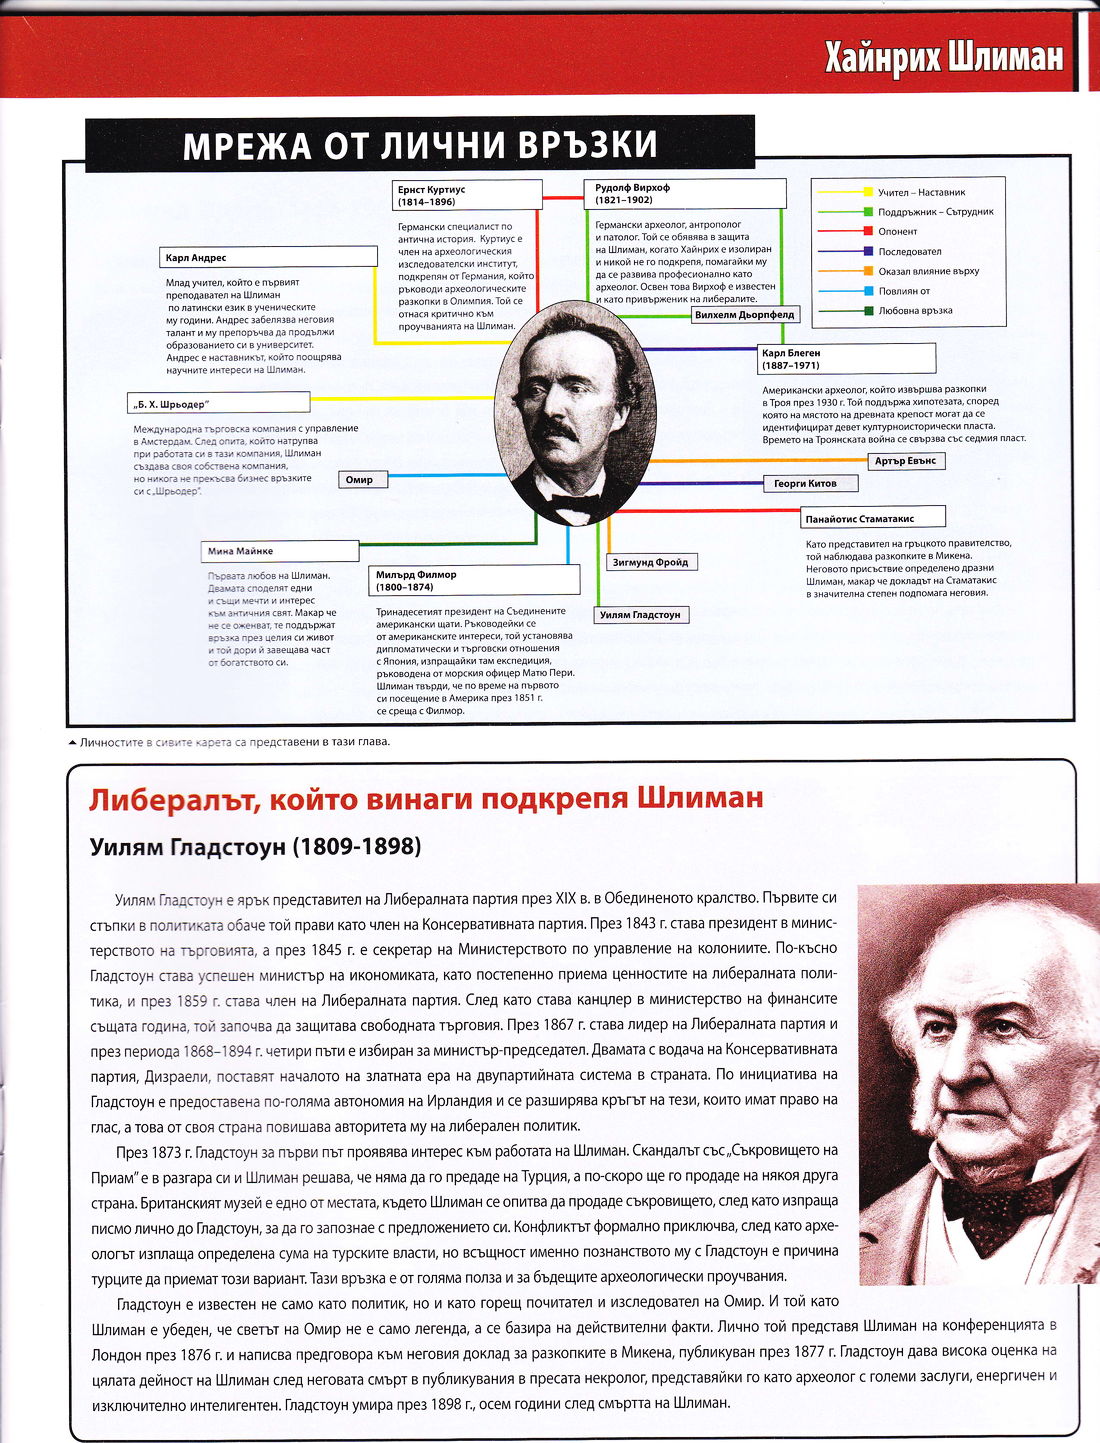 Хайнрих Шлиман
МРЕЖА ОТ ЛИЧНИ ВРЪЗКИ
Ернст Куртиус
(1814–1896)
Германски специалист по
антична история. Куртиус е
член на археологическия
изследователски институт,
подкрепян от Германия, който
ръководи археологическите
разкопки в Олимпия. Той се
отнася критично към
проучванията на Шлиман.
Рудолф Вирхоф
(1821–1902)
Германски археолог, антрополог
и патолог. Той се обявява в защита
на Шлиман, когато Хайнрих е изолиран
и никой не го подкрепя, помагайки му
да се развива професионално като
археолог. Освен това Вирхоф е известен
и като привърженик на либералите.
Учител – Наставник
Поддръжник – Сътрудник
Опонент
Последовател
Оказал влияние върху
Повлиян от
Любовна връзка
Карл Андрес
Млад учител, който е първият
преподавател на Шлиман
по латински език в ученическите
му години. Андрес забелязва неговия
талант и му препоръчва да продължи
образованието си в университет.
Андрес е наставникът, който поощрява
научните интереси на Шлиман.
Вилхелм Дьорпфелд
Карл Блеген
(1887–1971)
Американски археолог, който извършва разкопки
в Троя през 1930 г. Той поддържа хипотезата, според
която на мястото на древната крепост могат да се
идентифицират девет културноисторически пласта.
Времето на Троянската война се свързва със седмия пласт.
„Б. Х. Шрьодер"
Международна търговска компания с управление
в Амстердам. След опита, който натрупва
при работата си в тази компания, Шлиман
създава своя собствена компания,
но никога не прекъсва бизнес връзките
си с „Шрьодер".
Омир
Артър Евънс
Георги Китов
Панайотис Стаматакис
Като представител на гръцкото правителство,
той наблюдава разкопките в Микена.
Неговото присъствие определено дразни
Шлиман, макар че докладът на Стаматакис
в значителна степен подпомага неговия.
Мина Майнке
Първата любов на Шлиман.
Двамата споделят едни
и същи мечти и интерес
към античния свят. Макар че
не се оженват, те поддържат
връзка през целия си живот
и той дори й завещава част
от богатството си.
Милърд Филмор
(1800–1874)
Тринадесетият президент на Съединените
американски щати. Ръководейки се
от американските интереси, той установява
дипломатически и търговски отношения
с Япония, изпращайки там експедиция,
ръководена от морския офицер Матю Пери.
Шлиман твърди, че по време на първото
си посещение в Америка през 1851 г.
се среща с Филмор.
Зигмунд Фройд
Уилям Гладстоун
Личностите в сивите карета са представени в тази глава.
Либералът, който винаги подкрепя Шлиман
Уилям Гладстоун (1809-1898)
Уилям Гладстоун е ярък представител на Либералната партия през XIX в. в Обединеното кралство. Първите си
стъпки в политиката обаче той прави като член на Консервативната партия. През 1843 г. става президент в минис-
терството на търговията, а през 1845 г. е секретар на Министерството по управление на колониите. По-късно
Гладстоун става успешен министър на икономиката, като постепенно приема ценностите на либералната поли-
тика, и през 1859 г. става член на Либералната партия. След като става канцлер в министерство на финансите
същата година, той започва да защитава свободната търговия. През 1867 г. става лидер на Либералната партия и
през периода 1868–1894 г. четири пъти е избиран за министър-председател. Двамата с водача на Консервативната
партия, Дизраели, поставят началото на златната ера на двупартийната система в страната. По инициатива на
Гладстоун е предоставена по-голяма автономия на Ирландия и се разширява кръгът на тези, които имат право на
глас, а това от своя страна повишава авторитета му на либерален политик.
През 1873 г. Гладстоун за първи път проявява интерес към работата на Шлиман. Скандалът със „Съкровището на
Приам" е в разгара си и Шлиман решава, че няма да го предаде на Турция, а по-скоро ще го продаде на някоя друга
страна. Британският музей е едно от местата, където Шлиман се опитва да продаде съкровището, след като изпраща
писмо лично до Гладстоун, за да го запознае с предложението си. Конфликтът формално приключва, след като архе-
ологът изплаща определена сума на турските власти, но всъщност именно познанството му с Гладстоун е причина
турците да приемат този вариант. Тази връзка е от голяма полза и за бъдещите археологически проучвания.
Гладстоун е известен не само като политик, но и като горещ почитател и изследовател на Омир. И той като
Шлиман е убеден, че светът на Омир не е само легенда, а се базира на действителни факти. Лично той представя Шлиман на конференцията в
Лондон през 1876 г. и написва предговора към неговия доклад за разкопките в Микена, публикуван през 1877 г. Гладстоун дава висока оценка на
цялата дейност на Шлиман след неговата смърт в публикувания в пресата некролог, представяйки го като археолог с големи заслуги, енергичен и
изключително интелигентен. Гладстоун умира през 1898 г., осем години след смъртта на Шлиман.